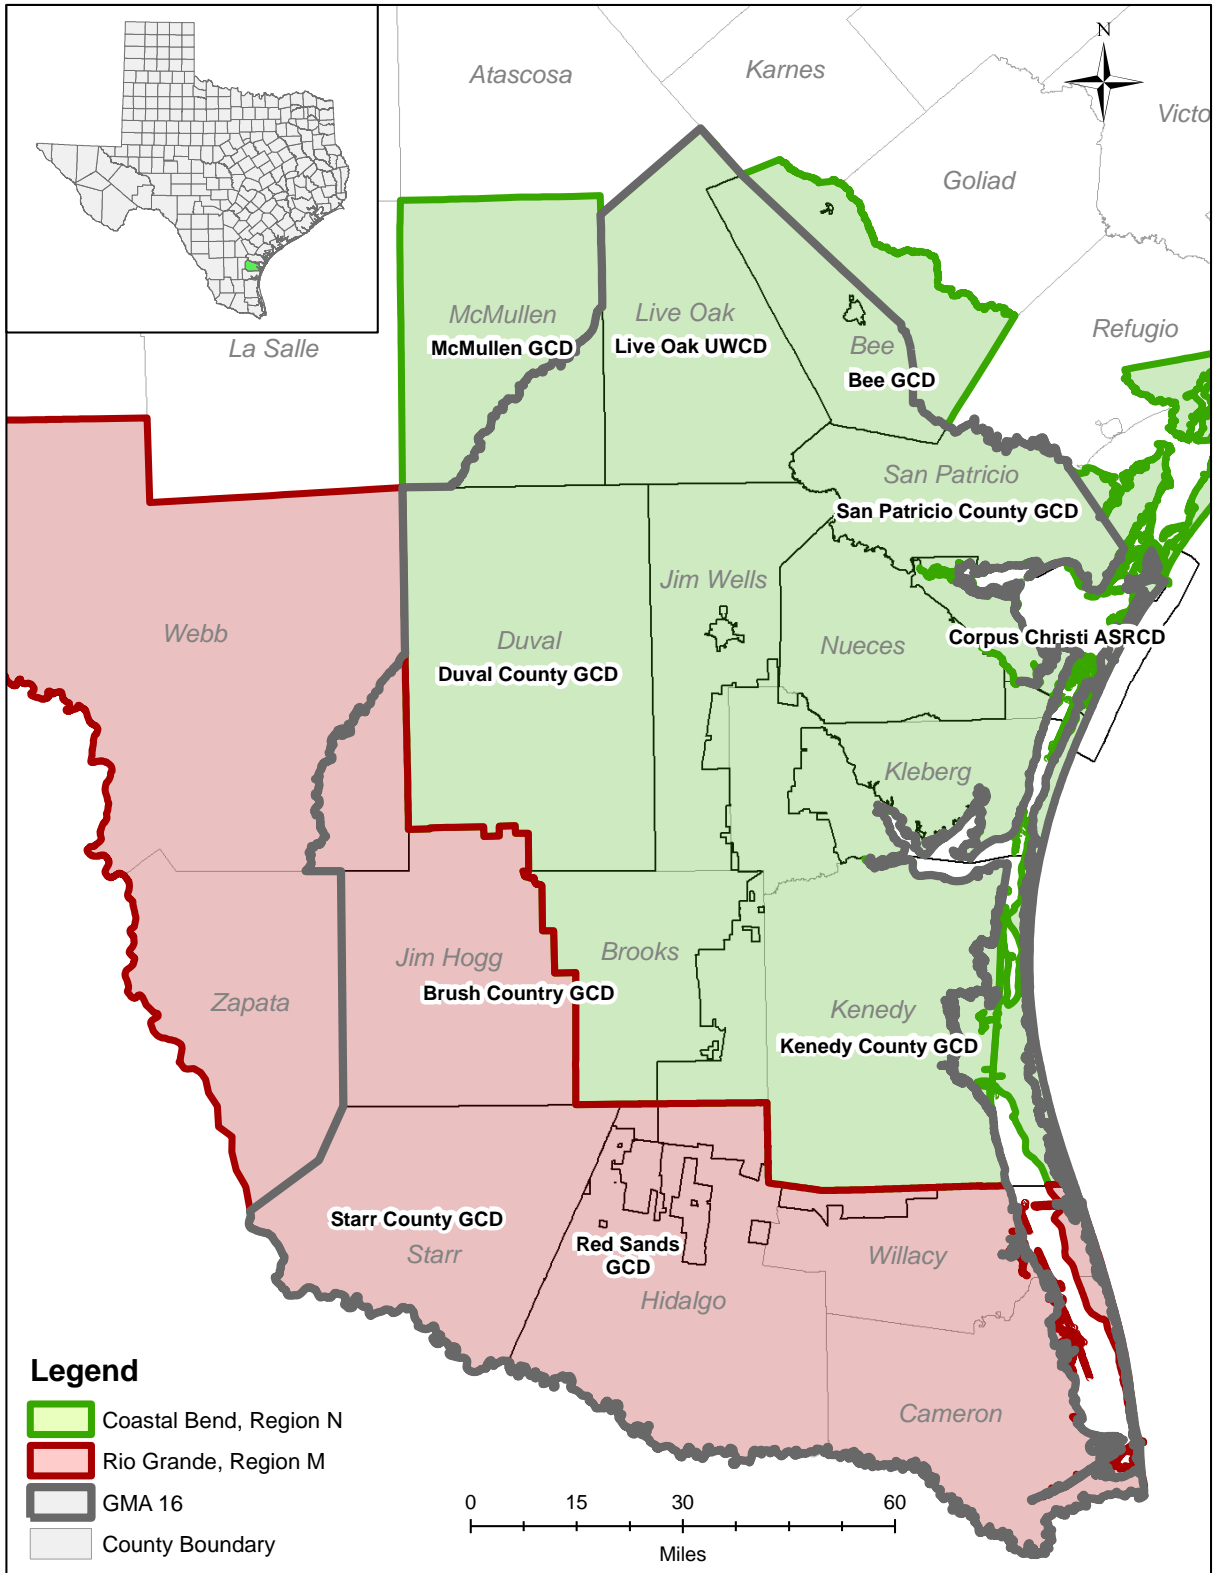 Atascosa
Karnes
N
Victo
Goliad
McMullen
McMullen GCD
Live Oak
Live Oak UWCD
La Salle
Bee
Bee GCD
Refugio
San Patricio
San Patricio County GCD
Jim Wells
Webb
Duval
Duval County GCD
Nueces
Corpus Christi ASRCD
Kleberg
Jim Hogg
Brush Country GCD
Brooks
Zapata
Kenedy
Kenedy County GCD
Starr County GCD
Starr
Red Sands
GCD
Willacy
Hidalgo
Cameron
Legend
Coastal Bend, Region N
Rio Grande, Region M
GMA 16
County Boundary
0 15 30 60
Miles